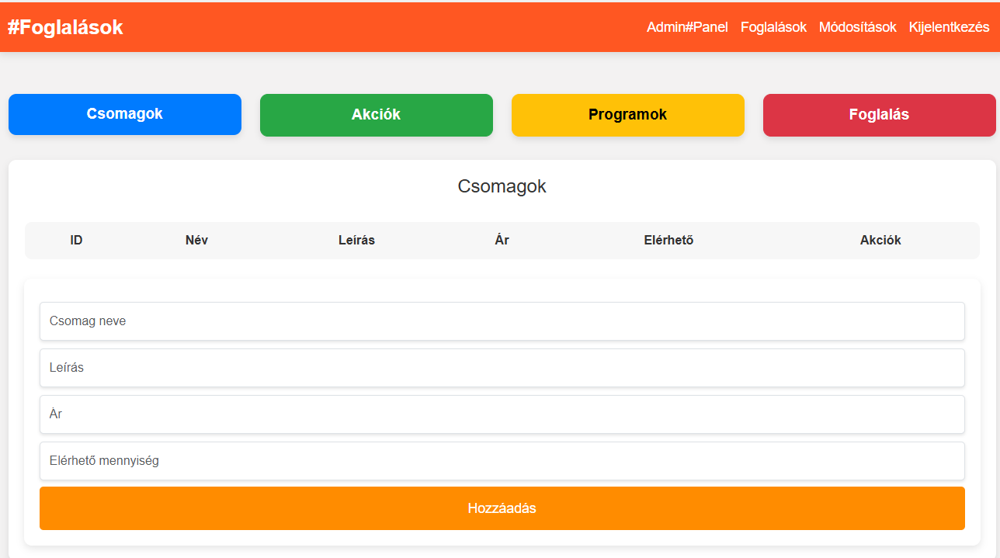 #Foglalások
Admin#Panel Foglalások Módosítások Kijelentkezés
Csomagok Akciók Programok Foglalás
Csomagok
ID Név Leírás Ár Elérhető Akciók
Csomag neve
Leírás
Ár
Elérhető mennyiség
Hozzáadás